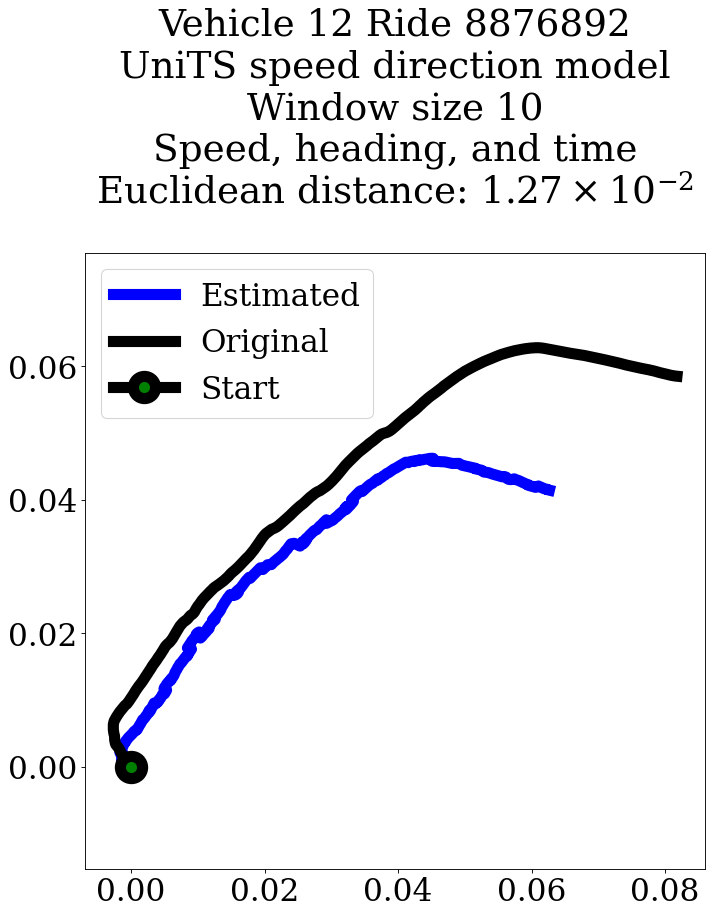 Vehicle 12 Ride 8876892
UniTS speed direction model
Window size 10
Speed, heading, and time
Euclidean distance: 1.27 × 10⁻²
Estimated
Original
Start
0.06
0.04
0.02
0.00
0.00 0.02 0.04 0.06 0.08